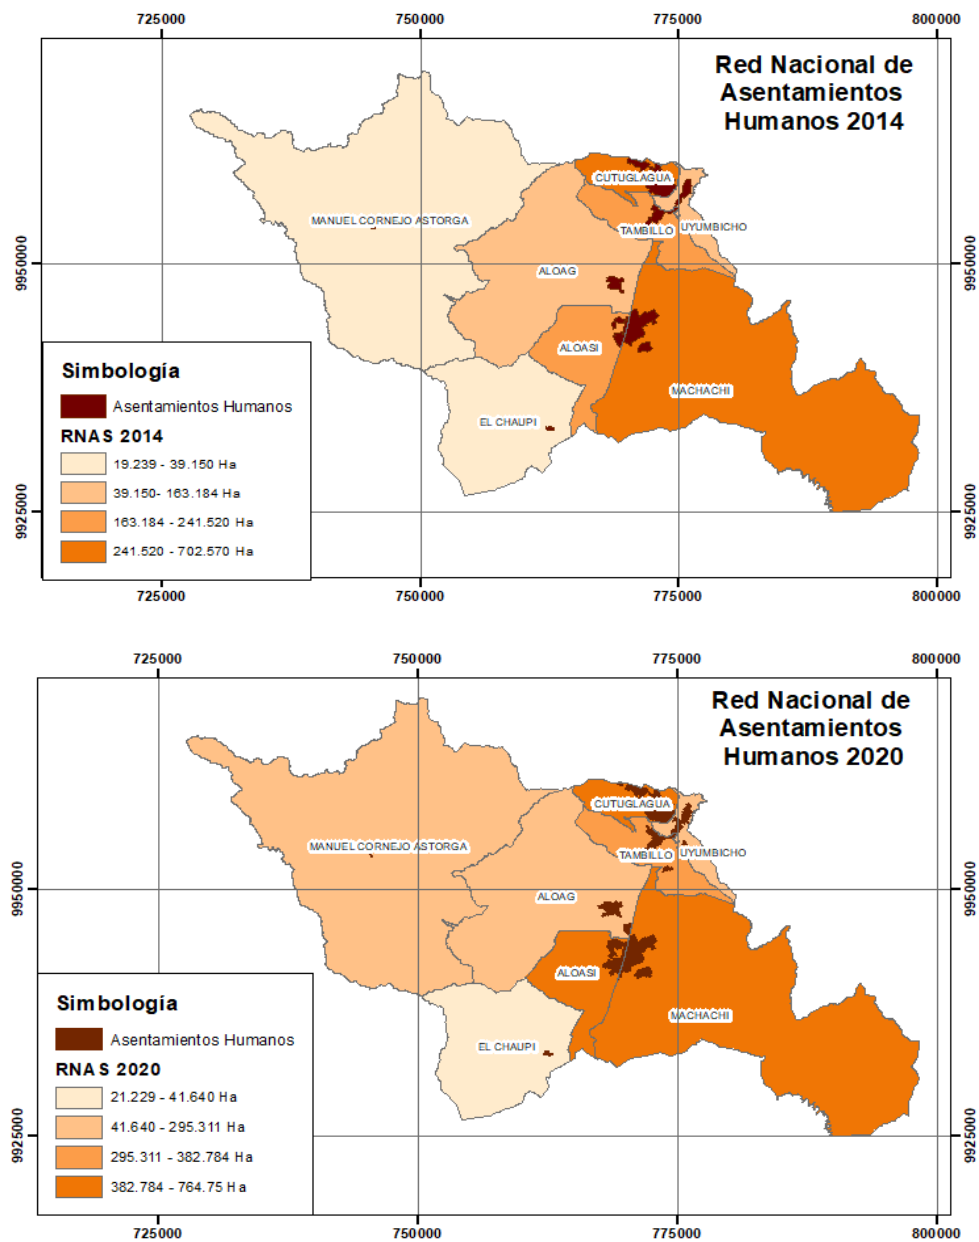 725000 750000 775000 800000
Red Nacional de
Asentamientos
Humanos 2014
CUTUGLAGUA
MANUEL CORNEJO ASTORGA
TAMBILLO UYUMBICHO
9950000 9950000
ALOAG
ALOASI
MACHACHI
EL CHAUPI
Simbología
Asentamientos Humanos
RNAS 2014
19.239 - 39.150 Ha
39.150- 163.184 Ha
163.184 - 241.520 Ha
241.520 - 702.570 Ha
9925000 9925000
725000 750000 775000 800000
725000 750000 775000 800000
Red Nacional de
Asentamientos
Humanos 2020
CUTUGLAGUA
MANUEL CORNEJO ASTORGA
TAMBILLO UYUMBICHO
9950000 9950000
ALOAG
ALOASI
MACHACHI
EL CHAUPI
Simbología
Asentamientos Humanos
RNAS 2020
21.229 - 41.640 Ha
41.640 - 295.311 Ha
295.311 - 382.784 Ha
382.784 - 764.75 Ha
9925000 9925000
725000 750000 775000 800000